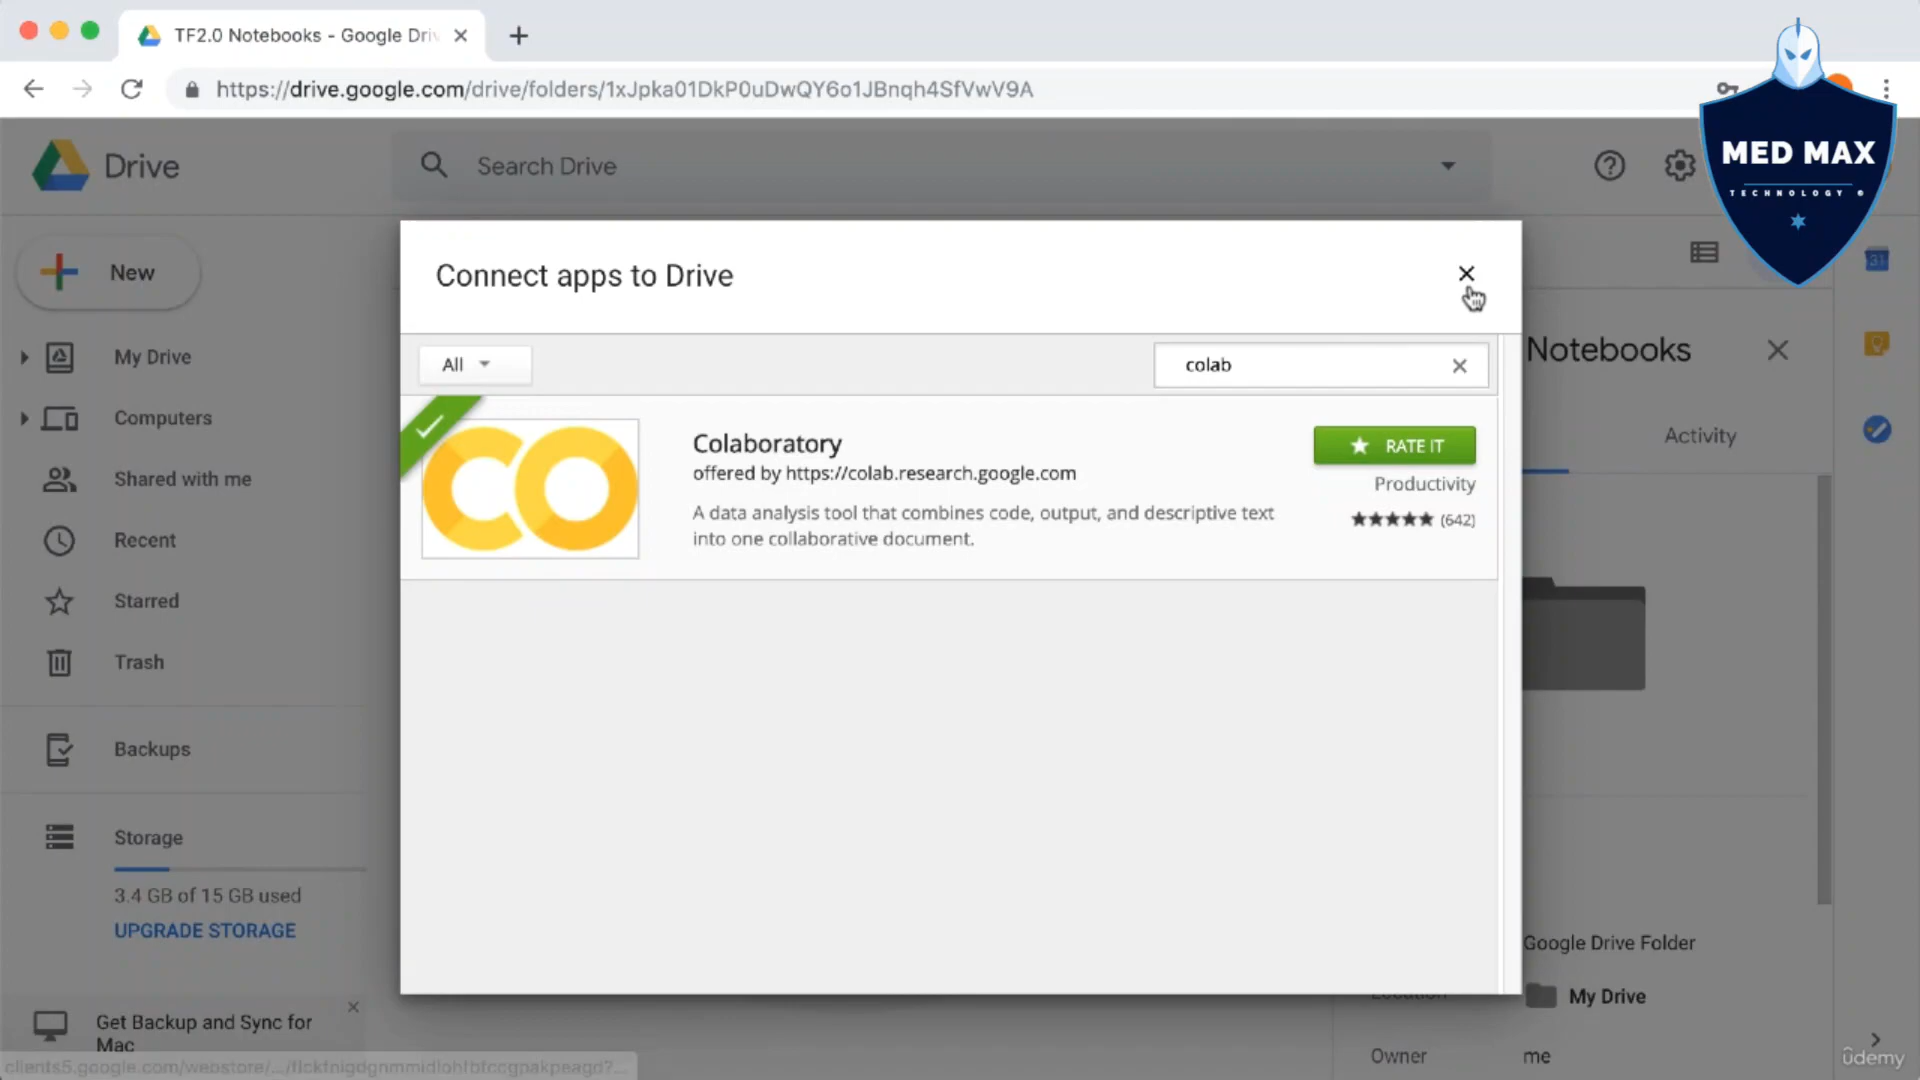 TF2.0 Notebooks - Google Driv
https://drive.google.com/drive/folders/1xJpka01DkP0uDwQY6o1JBnqh4SfVwV9A
Drive
Search Drive
MED MAX
TECHNOLOGY
New
31
Connect apps to Drive
All
colab
Notebooks
My Drive
Computers
Activity
Colaboratory
RATE IT
offered by https://colab.research.google.com
Productivity
Shared with me
A data analysis tool that combines code, output, and descriptive text
(642)
into one collaborative document.
Recent
Starred
Trash
Backups
Storage
3.4 GB of 15 GB used
UPGRADE STORAGE
Google Drive Folder
Location
My Drive
Get Backup and Sync for
Mac
Owner
me
ûdemy